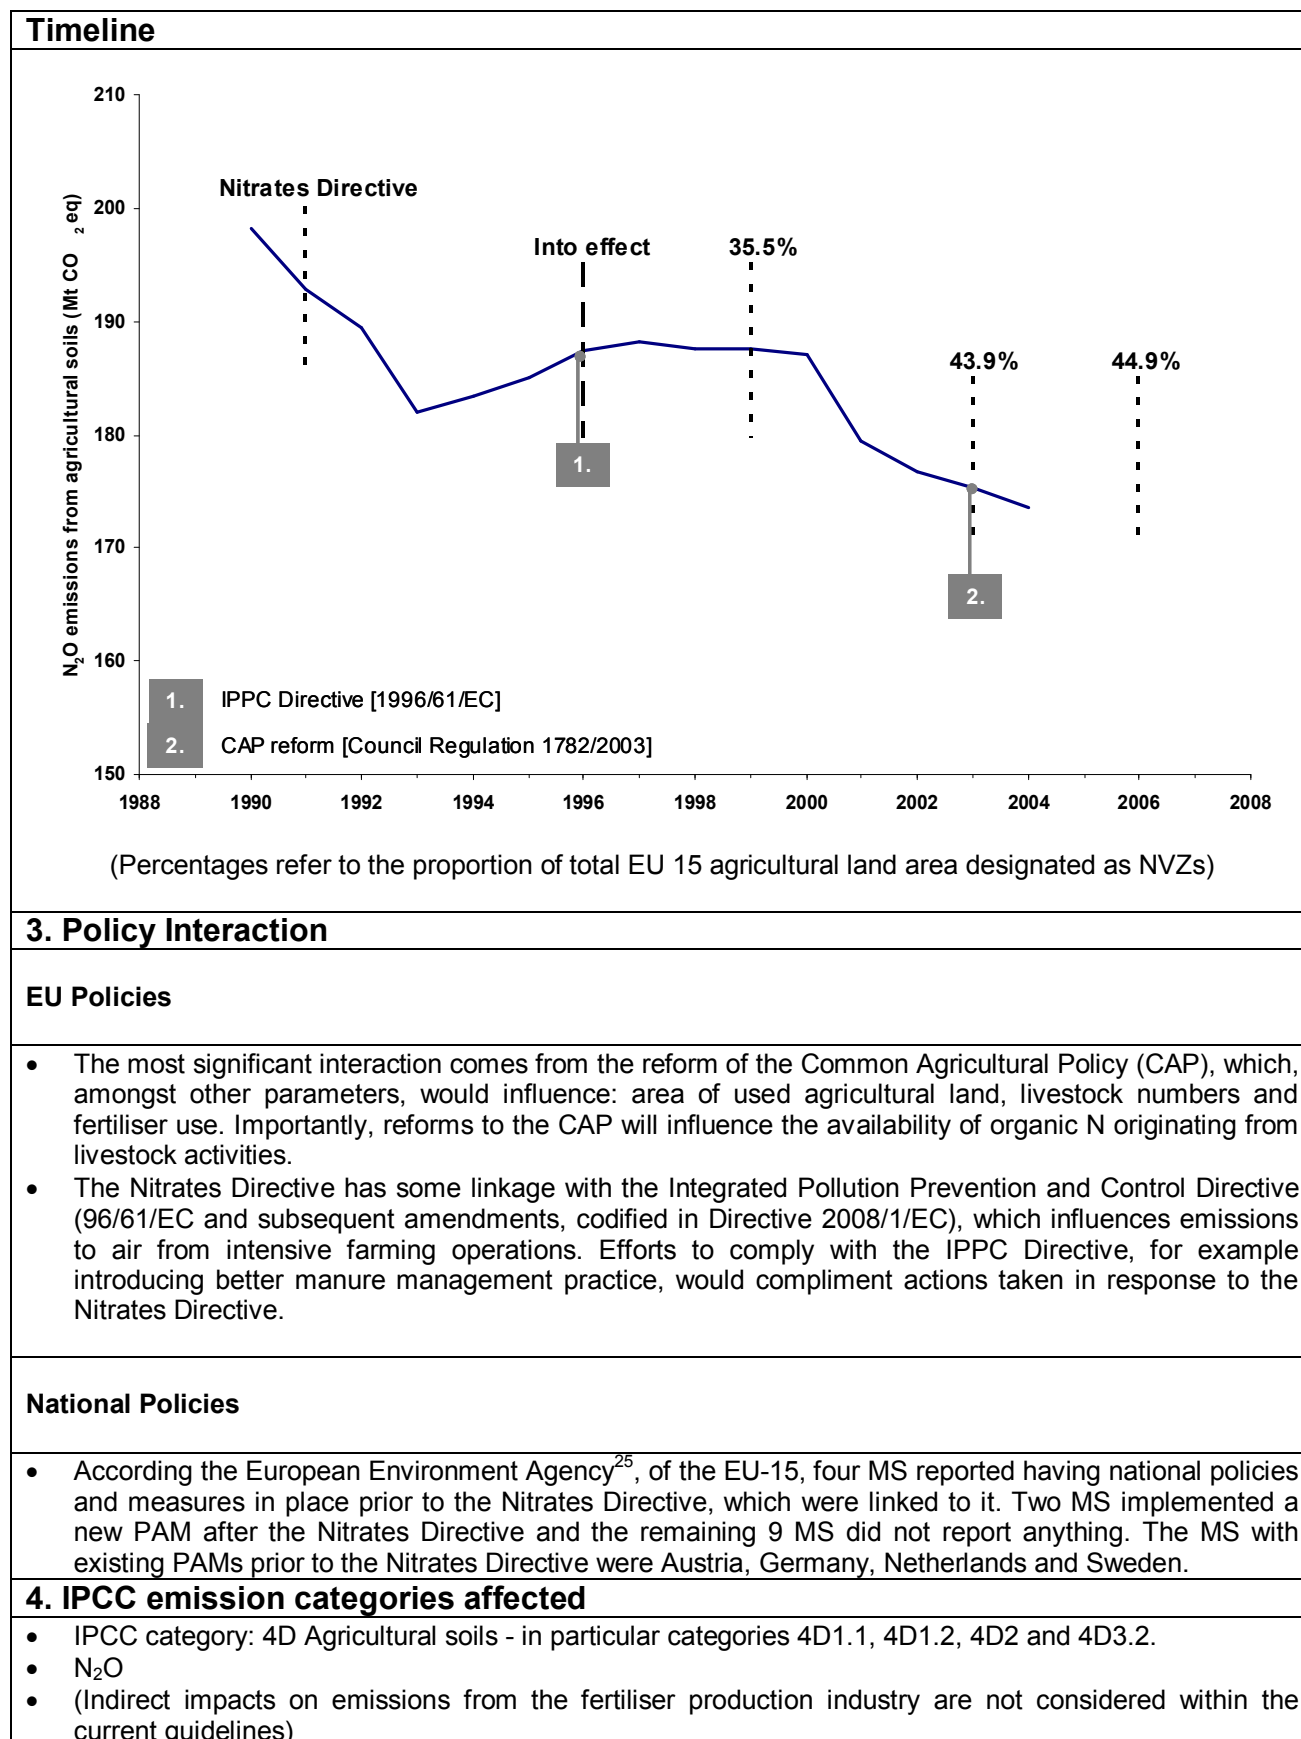 Timeline
210
200
190
180
170
160
150
N2O emissions from agricultural soils (Mt CO 2 eq)
Nitrates Directive
Into effect
35.5%
43.9%
44.9%
1.
2.
1. IPPC Directive [1996/61/EC]
2. CAP reform [Council Regulation 1782/2003]
1988 1990 1992 1994 1996 1998 2000 2002 2004 2006 2008
(Percentages refer to the proportion of total EU 15 agricultural land area designated as NVZs)
3. Policy Interaction
EU Policies
• The most significant interaction comes from the reform of the Common Agricultural Policy (CAP), which,
amongst other parameters, would influence: area of used agricultural land, livestock numbers and
fertiliser use. Importantly, reforms to the CAP will influence the availability of organic N originating from
livestock activities.
• The Nitrates Directive has some linkage with the Integrated Pollution Prevention and Control Directive
(96/61/EC and subsequent amendments, codified in Directive 2008/1/EC), which influences emissions
to air from intensive farming operations. Efforts to comply with the IPPC Directive, for example
introducing better manure management practice, would compliment actions taken in response to the
Nitrates Directive.
National Policies
• According the European Environment Agency25, of the EU-15, four MS reported having national policies
and measures in place prior to the Nitrates Directive, which were linked to it. Two MS implemented a
new PAM after the Nitrates Directive and the remaining 9 MS did not report anything. The MS with
existing PAMs prior to the Nitrates Directive were Austria, Germany, Netherlands and Sweden.
4. IPCC emission categories affected
• IPCC category: 4D Agricultural soils - in particular categories 4D1.1, 4D1.2, 4D2 and 4D3.2.
• N2O
• (Indirect impacts on emissions from the fertiliser production industry are not considered within the
current guidelines)